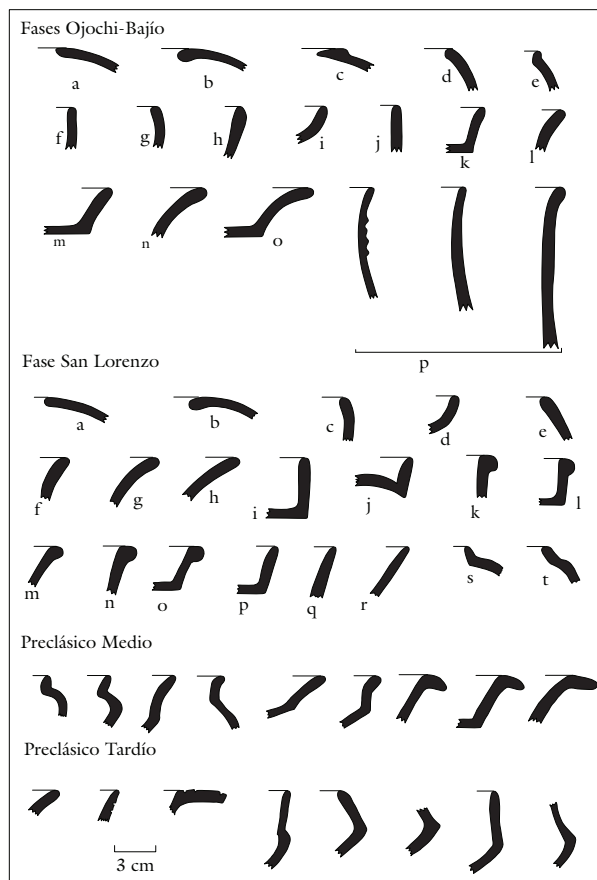 Fases Ojochi-Bajío
a b c d e
f g h i j k l
m n o
p
Fase San Lorenzo
a b c d e
f g h i j k l
m n o p q r s t
Preclásico Medio
Preclásico Tardío
3 cm